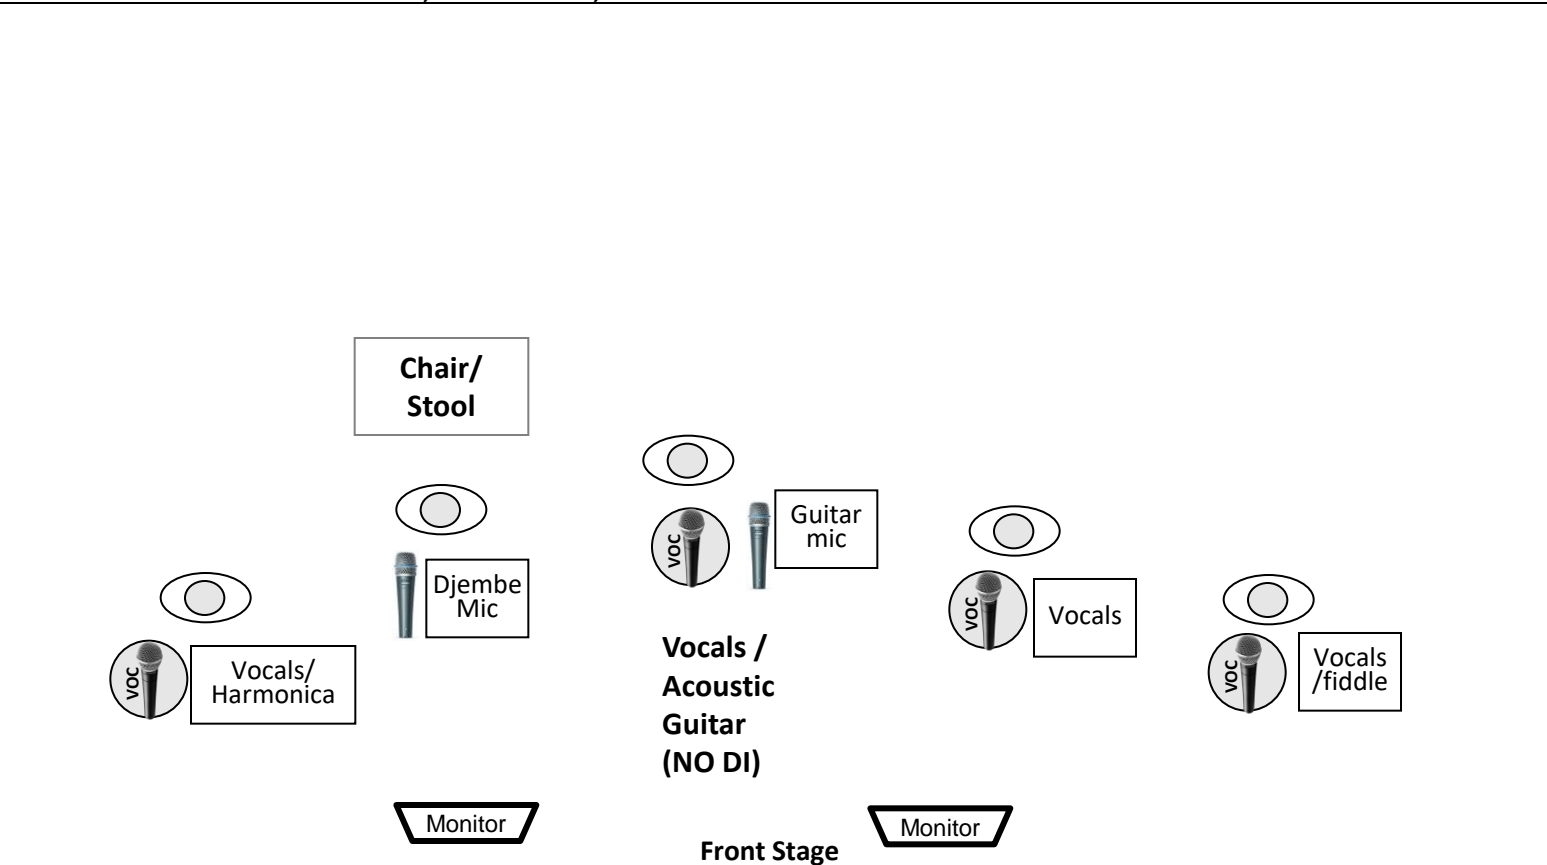 Chair/
Stool
Guitar
mic
VOC
Djembe
Mic
VOC
Vocals
VOC
Vocals /
Acoustic
Guitar
(NO DI)
Vocals
/fiddle
VOC
Vocals/
Harmonica
VOC
Monitor
Monitor
Front Stage